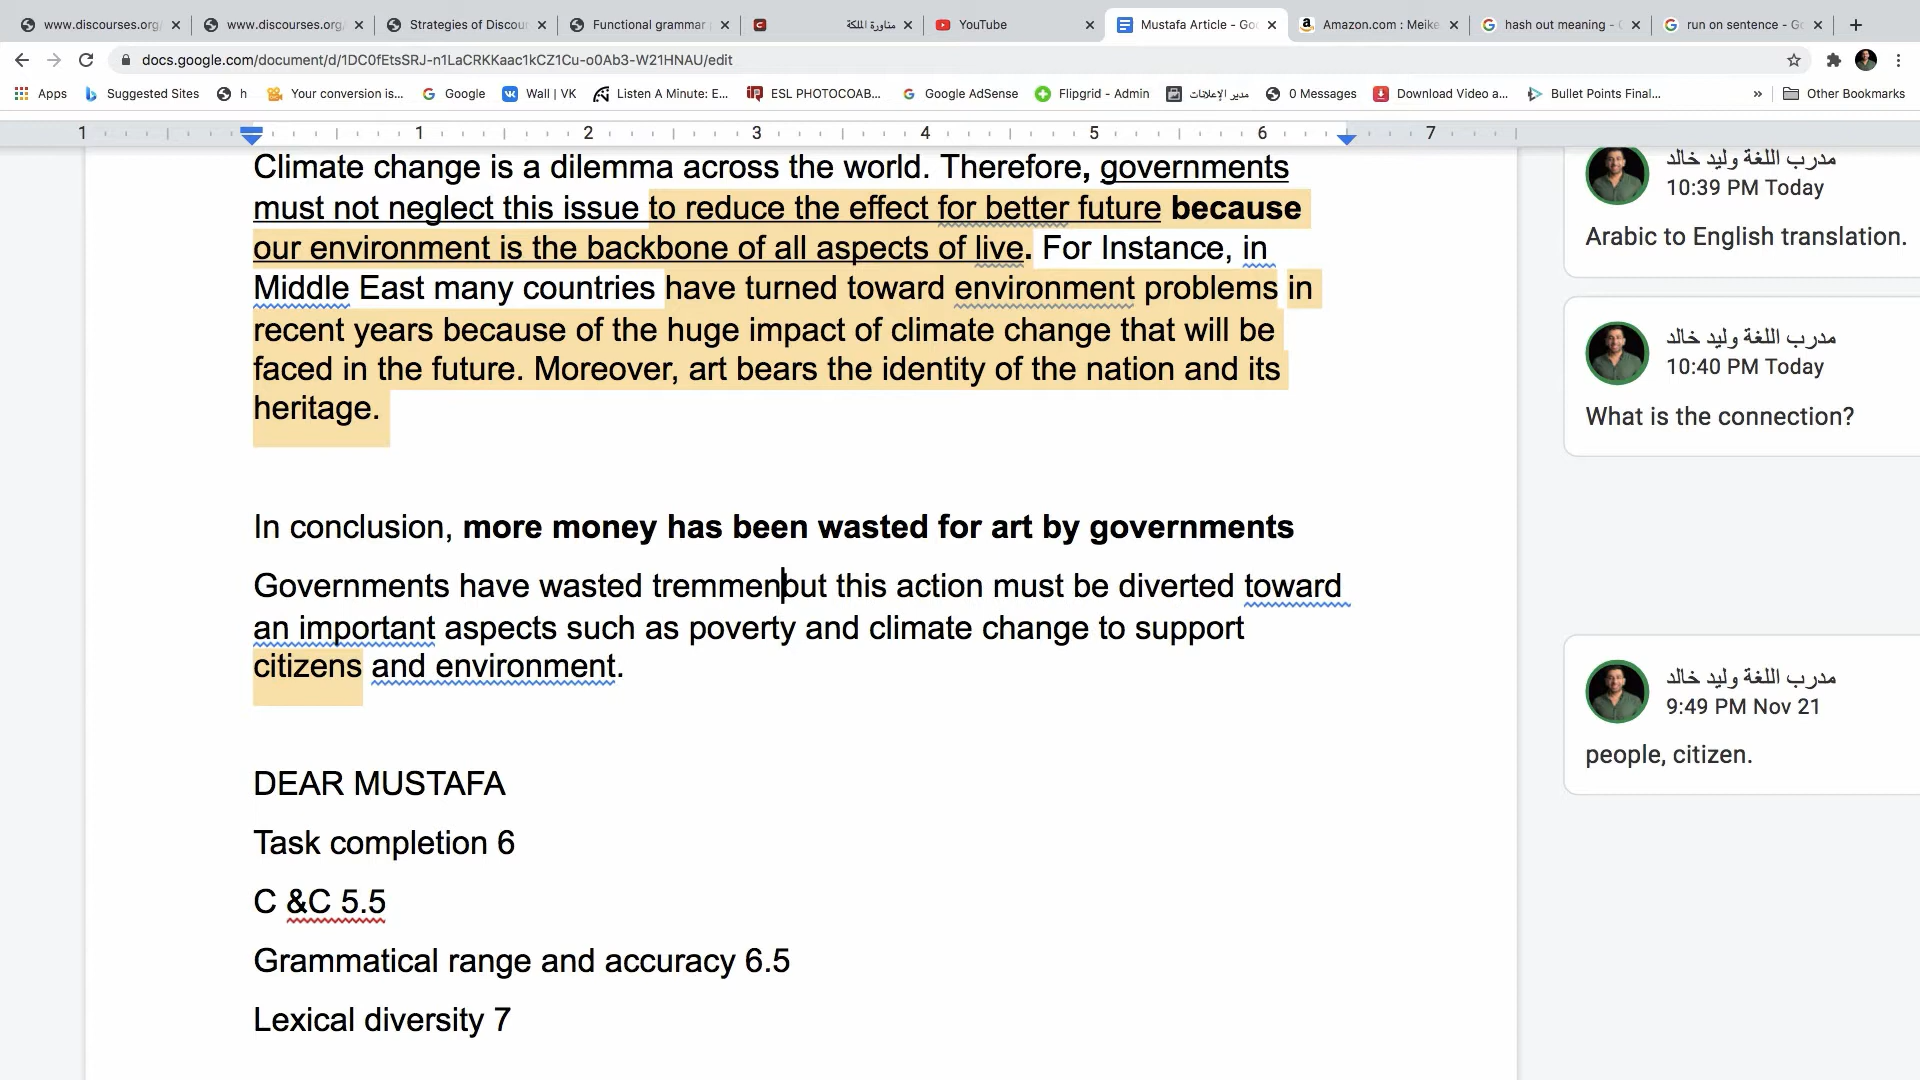 www.discourses.org/
www.discourses.org/
Strategies of Discou
Functional grammar
مناورة الملكة
YouTube
Mustafa Article - Go
Amazon.com : Meike
hash out meaning -
run on sentence - G
docs.google.com/document/d/1DC0fEtsSRJ-n1LaCRKKaac1kCZ1Cu-o0Ab3-W21HNAU/edit
Apps
Suggested Sites
h
Your conversion is...
Google
Wall | VK
Listen A Minute: E...
ESL PHOTOCOAB...
Google AdSense
Flipgrid - Admin
مدير الإعلانات
0 Messages
Download Video a...
Bullet Points Final...
»
Other Bookmarks
1 1 2 3 4 5 6 7
Climate change is a dilemma across the world. Therefore, governments
must not neglect this issue to reduce the effect for better future because
our environment is the backbone of all aspects of live. For Instance, in
Middle East many countries have turned toward environment problems in
recent years because of the huge impact of climate change that will be
faced in the future. Moreover, art bears the identity of the nation and its
heritage.
In conclusion, more money has been wasted for art by governments
Governments have wasted tremmenbut this action must be diverted toward
an important aspects such as poverty and climate change to support
citizens and environment.
DEAR MUSTAFA
Task completion 6
C &C 5.5
Grammatical range and accuracy 6.5
Lexical diversity 7
مدرب اللغة وليد خالد
10:39 PM Today
Arabic to English translation.
مدرب اللغة وليد خالد
10:40 PM Today
What is the connection?
مدرب اللغة وليد خالد
9:49 PM Nov 21
people, citizen.